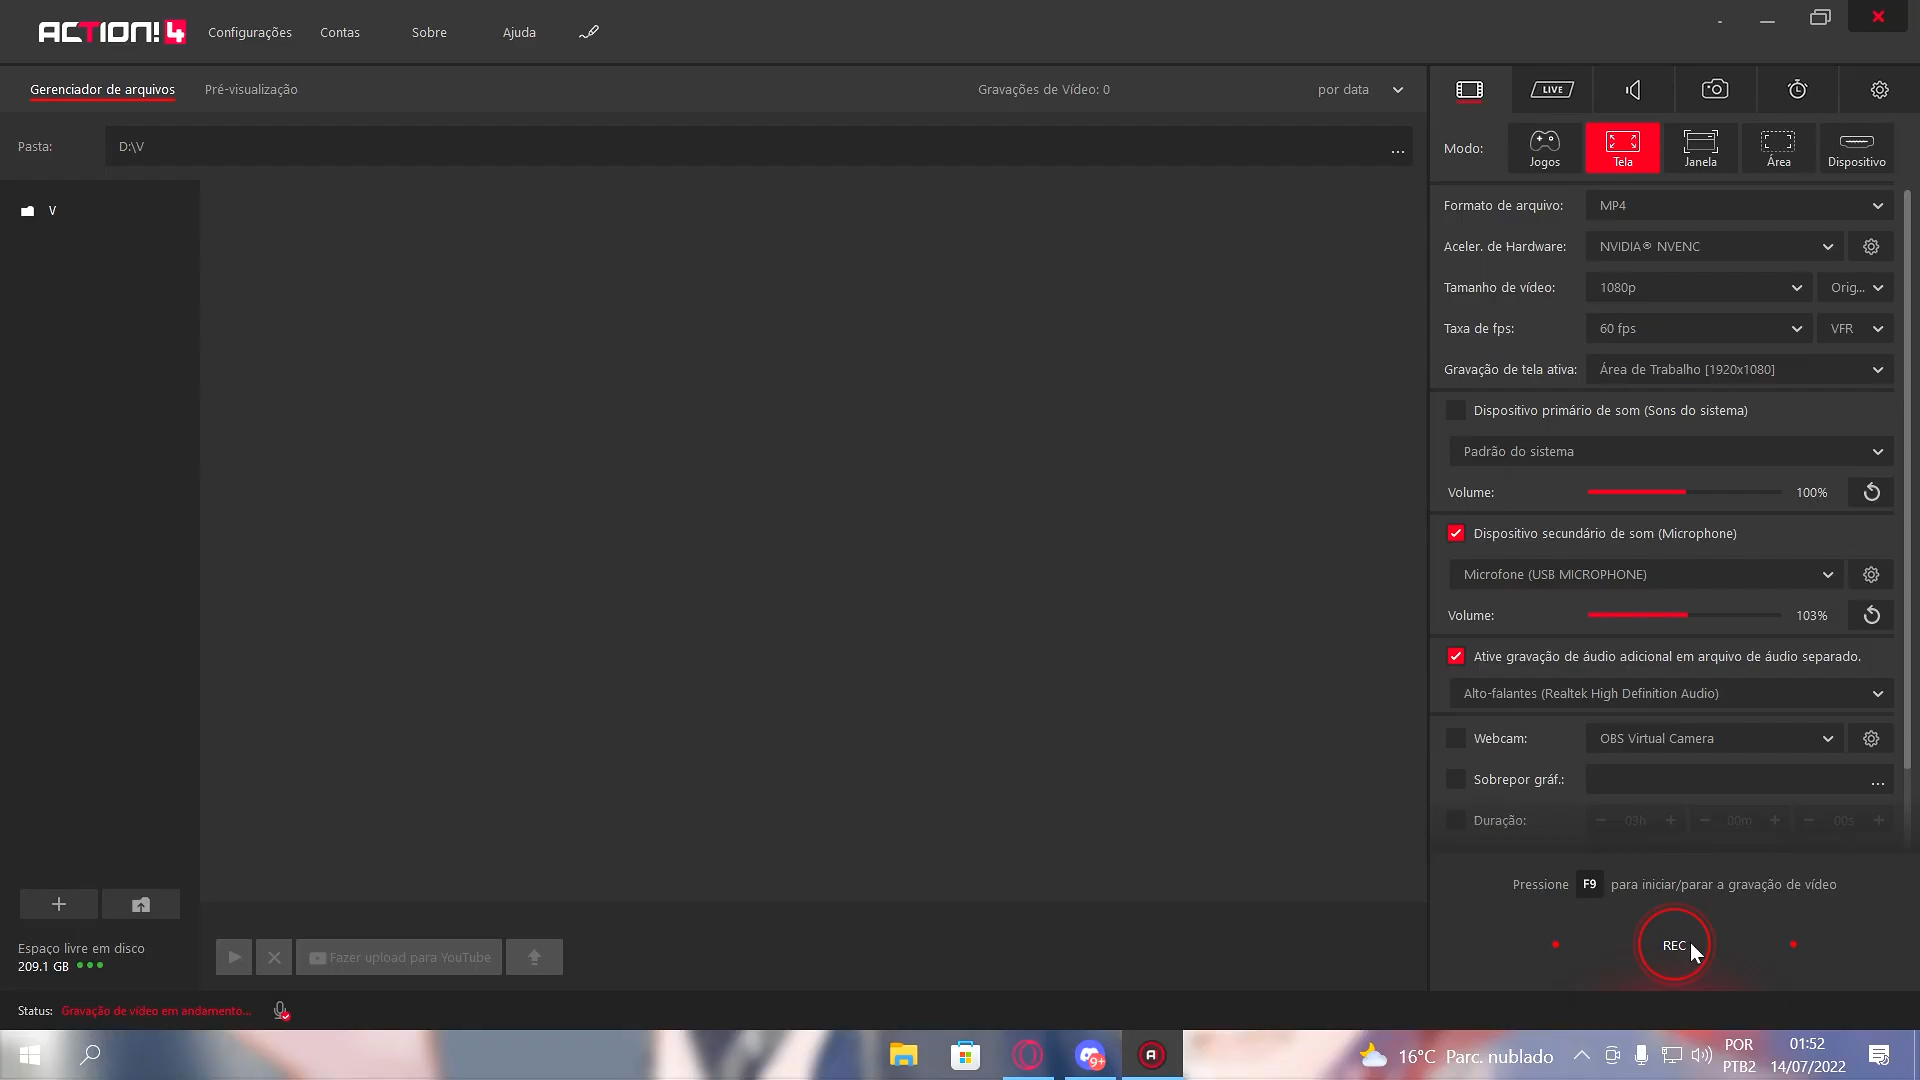 ACTION! 4 Configurações Contas Sobre Ajuda
Gerenciador de arquivos Pré-visualização Gravações de Vídeo: 0 por data
LIVE
Pasta: D:\V ...
Modo: Jogos Tela Janela Área Dispositivo
V
Formato de arquivo: MP4
Aceler. de Hardware: NVIDIA® NVENC
Tamanho de vídeo: 1080p Orig...
Taxa de fps: 60 fps VFR
Gravação de tela ativa: Área de Trabalho [1920x1080]
Dispositivo primário de som (Sons do sistema)
Padrão do sistema
Volume: 100%
Dispositivo secundário de som (Microphone)
Microfone (USB MICROPHONE)
Volume: 103%
Ative gravação de áudio adicional em arquivo de áudio separado.
Alto-falantes (Realtek High Definition Audio)
Webcam: OBS Virtual Camera
Sobrepor gráf.: ...
Duração: 03h 00m 00s
Pressione F9 para iniciar/parar a gravação de vídeo
REC
Espaço livre em disco
209.1 GB
Fazer upload para YouTube
Status: Gravação de vídeo em andamento...
9+
A
16°C Parc. nublado
POR
PTB2
01:52
14/07/2022